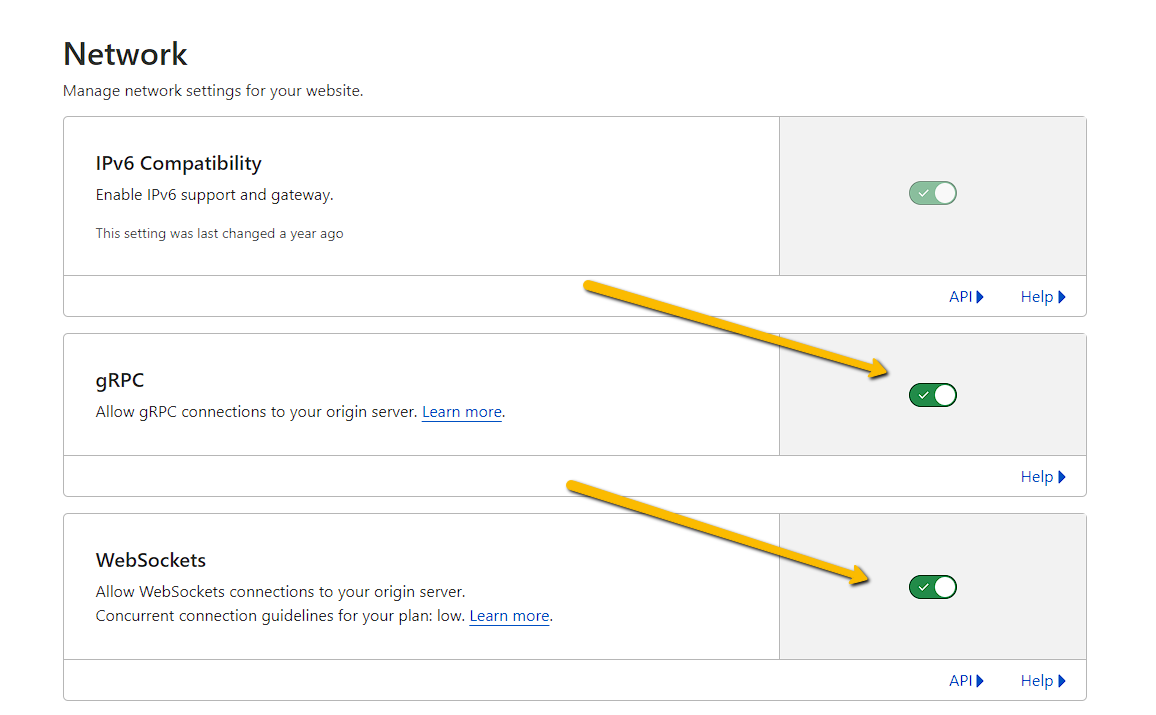 Network
Manage network settings for your website.
IPv6 Compatibility
Enable IPv6 support and gateway.
This setting was last changed a year ago
API Help
gRPC
Allow gRPC connections to your origin server. Learn more.
Help
WebSockets
Allow WebSockets connections to your origin server.
Concurrent connection guidelines for your plan: low. Learn more.
API Help